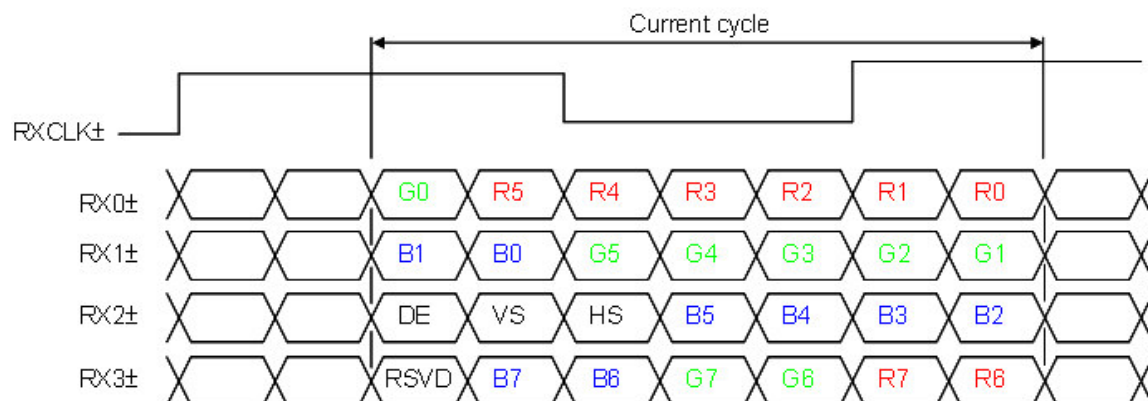 Current cycle
RXCLK±
RX0± G0 R5 R4 R3 R2 R1 R0
RX1± B1 B0 G5 G4 G3 G2 G1
RX2± DE VS HS B5 B4 B3 B2
RX3± RSVD B7 B6 G7 G6 R7 R6